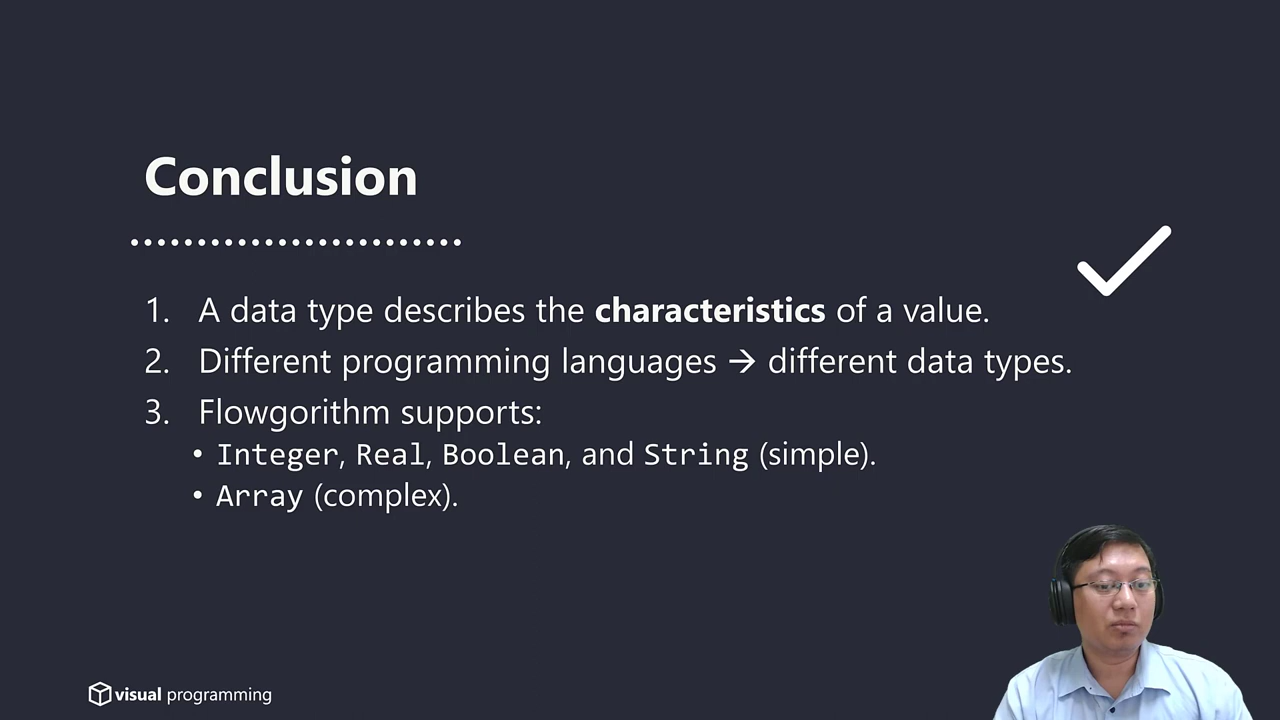 Conclusion
1. A data type describes the characteristics of a value.
2. Different programming languages → different data types.
3. Flowgorithm supports:
• Integer, Real, Boolean, and String (simple).
• Array (complex).
visual programming